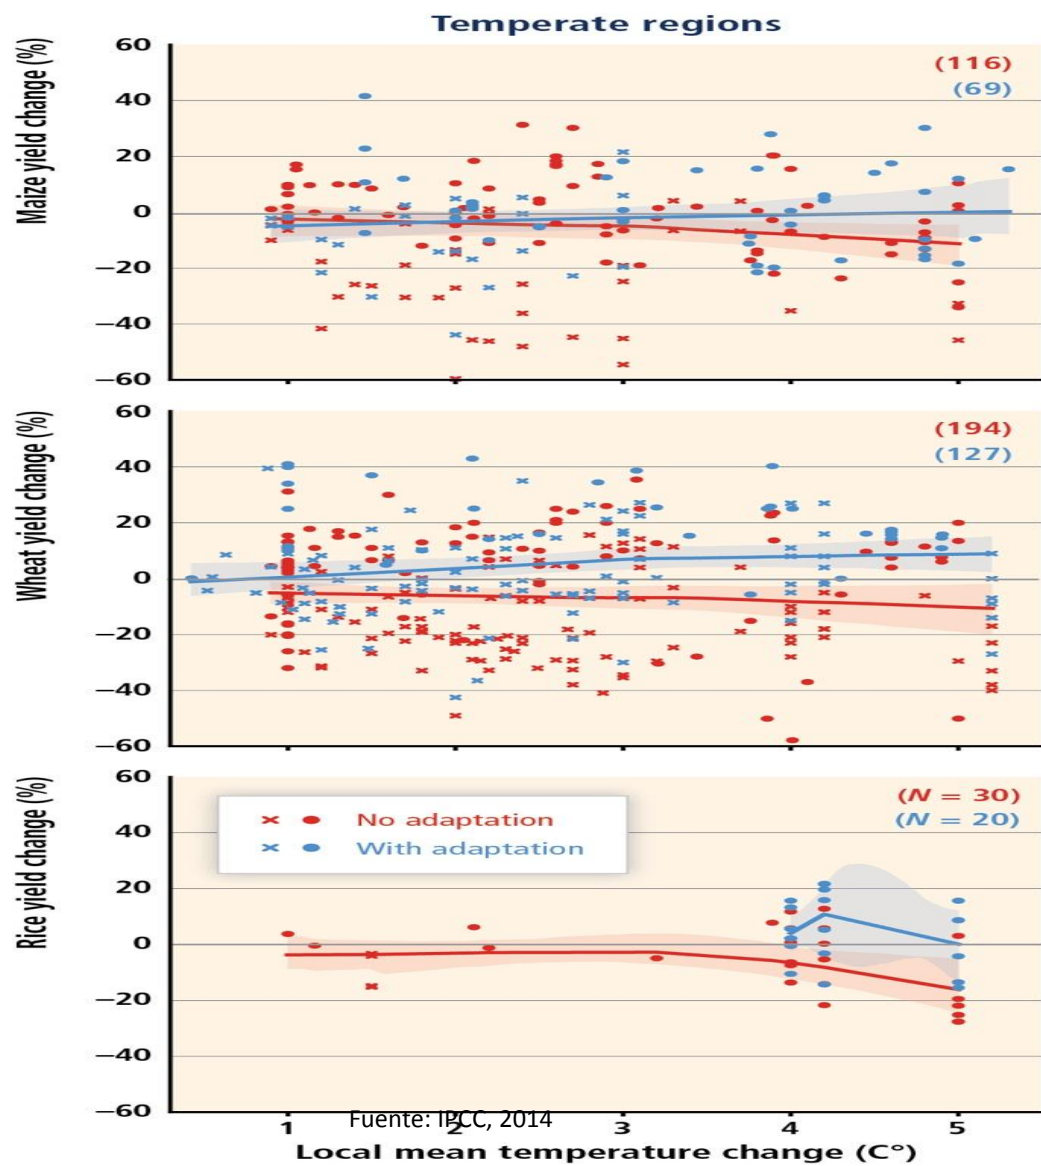 Temperate regions
Maize yield change (%)
60
40
20
0
−20
−40
−60
(116)
(69)
Wheat yield change (%)
60
40
20
0
−20
−40
−60
(194)
(127)
Rice yield change (%)
60
40
20
0
−20
−40
−60
No adaptation
With adaptation
(N = 30)
(N = 20)
1 2 3 4 5
Fuente: IPCC, 2014
Local mean temperature change (C°)